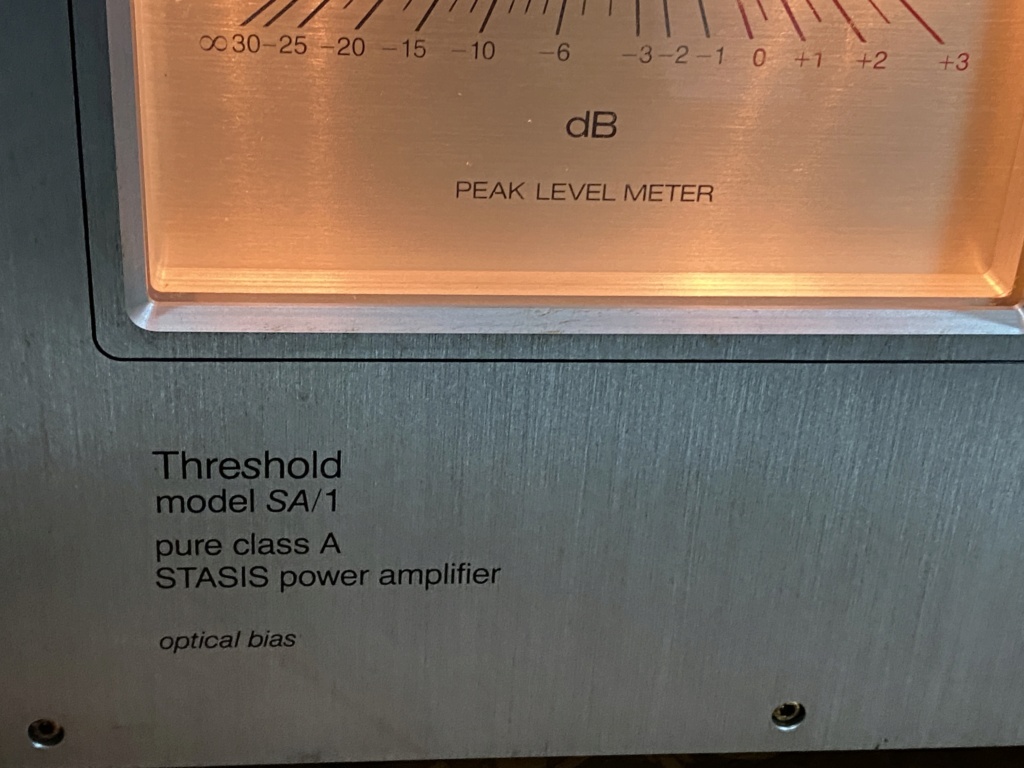 ∞ 30 -25 -20 -15 -10 -6 -3 -2 -1 0 +1 +2 +3
dB
PEAK LEVEL METER
Threshold
model SA/1
pure class A
STASIS power amplifier
optical bias